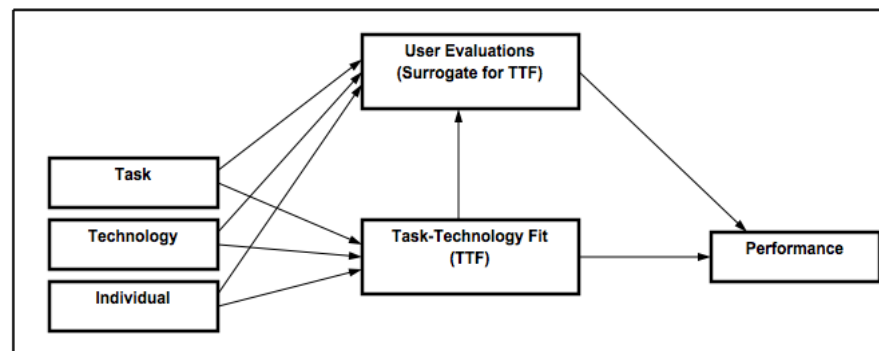 User Evaluations
(Surrogate for TTF)
Task
Technology
Individual
Task-Technology Fit
(TTF)
Performance